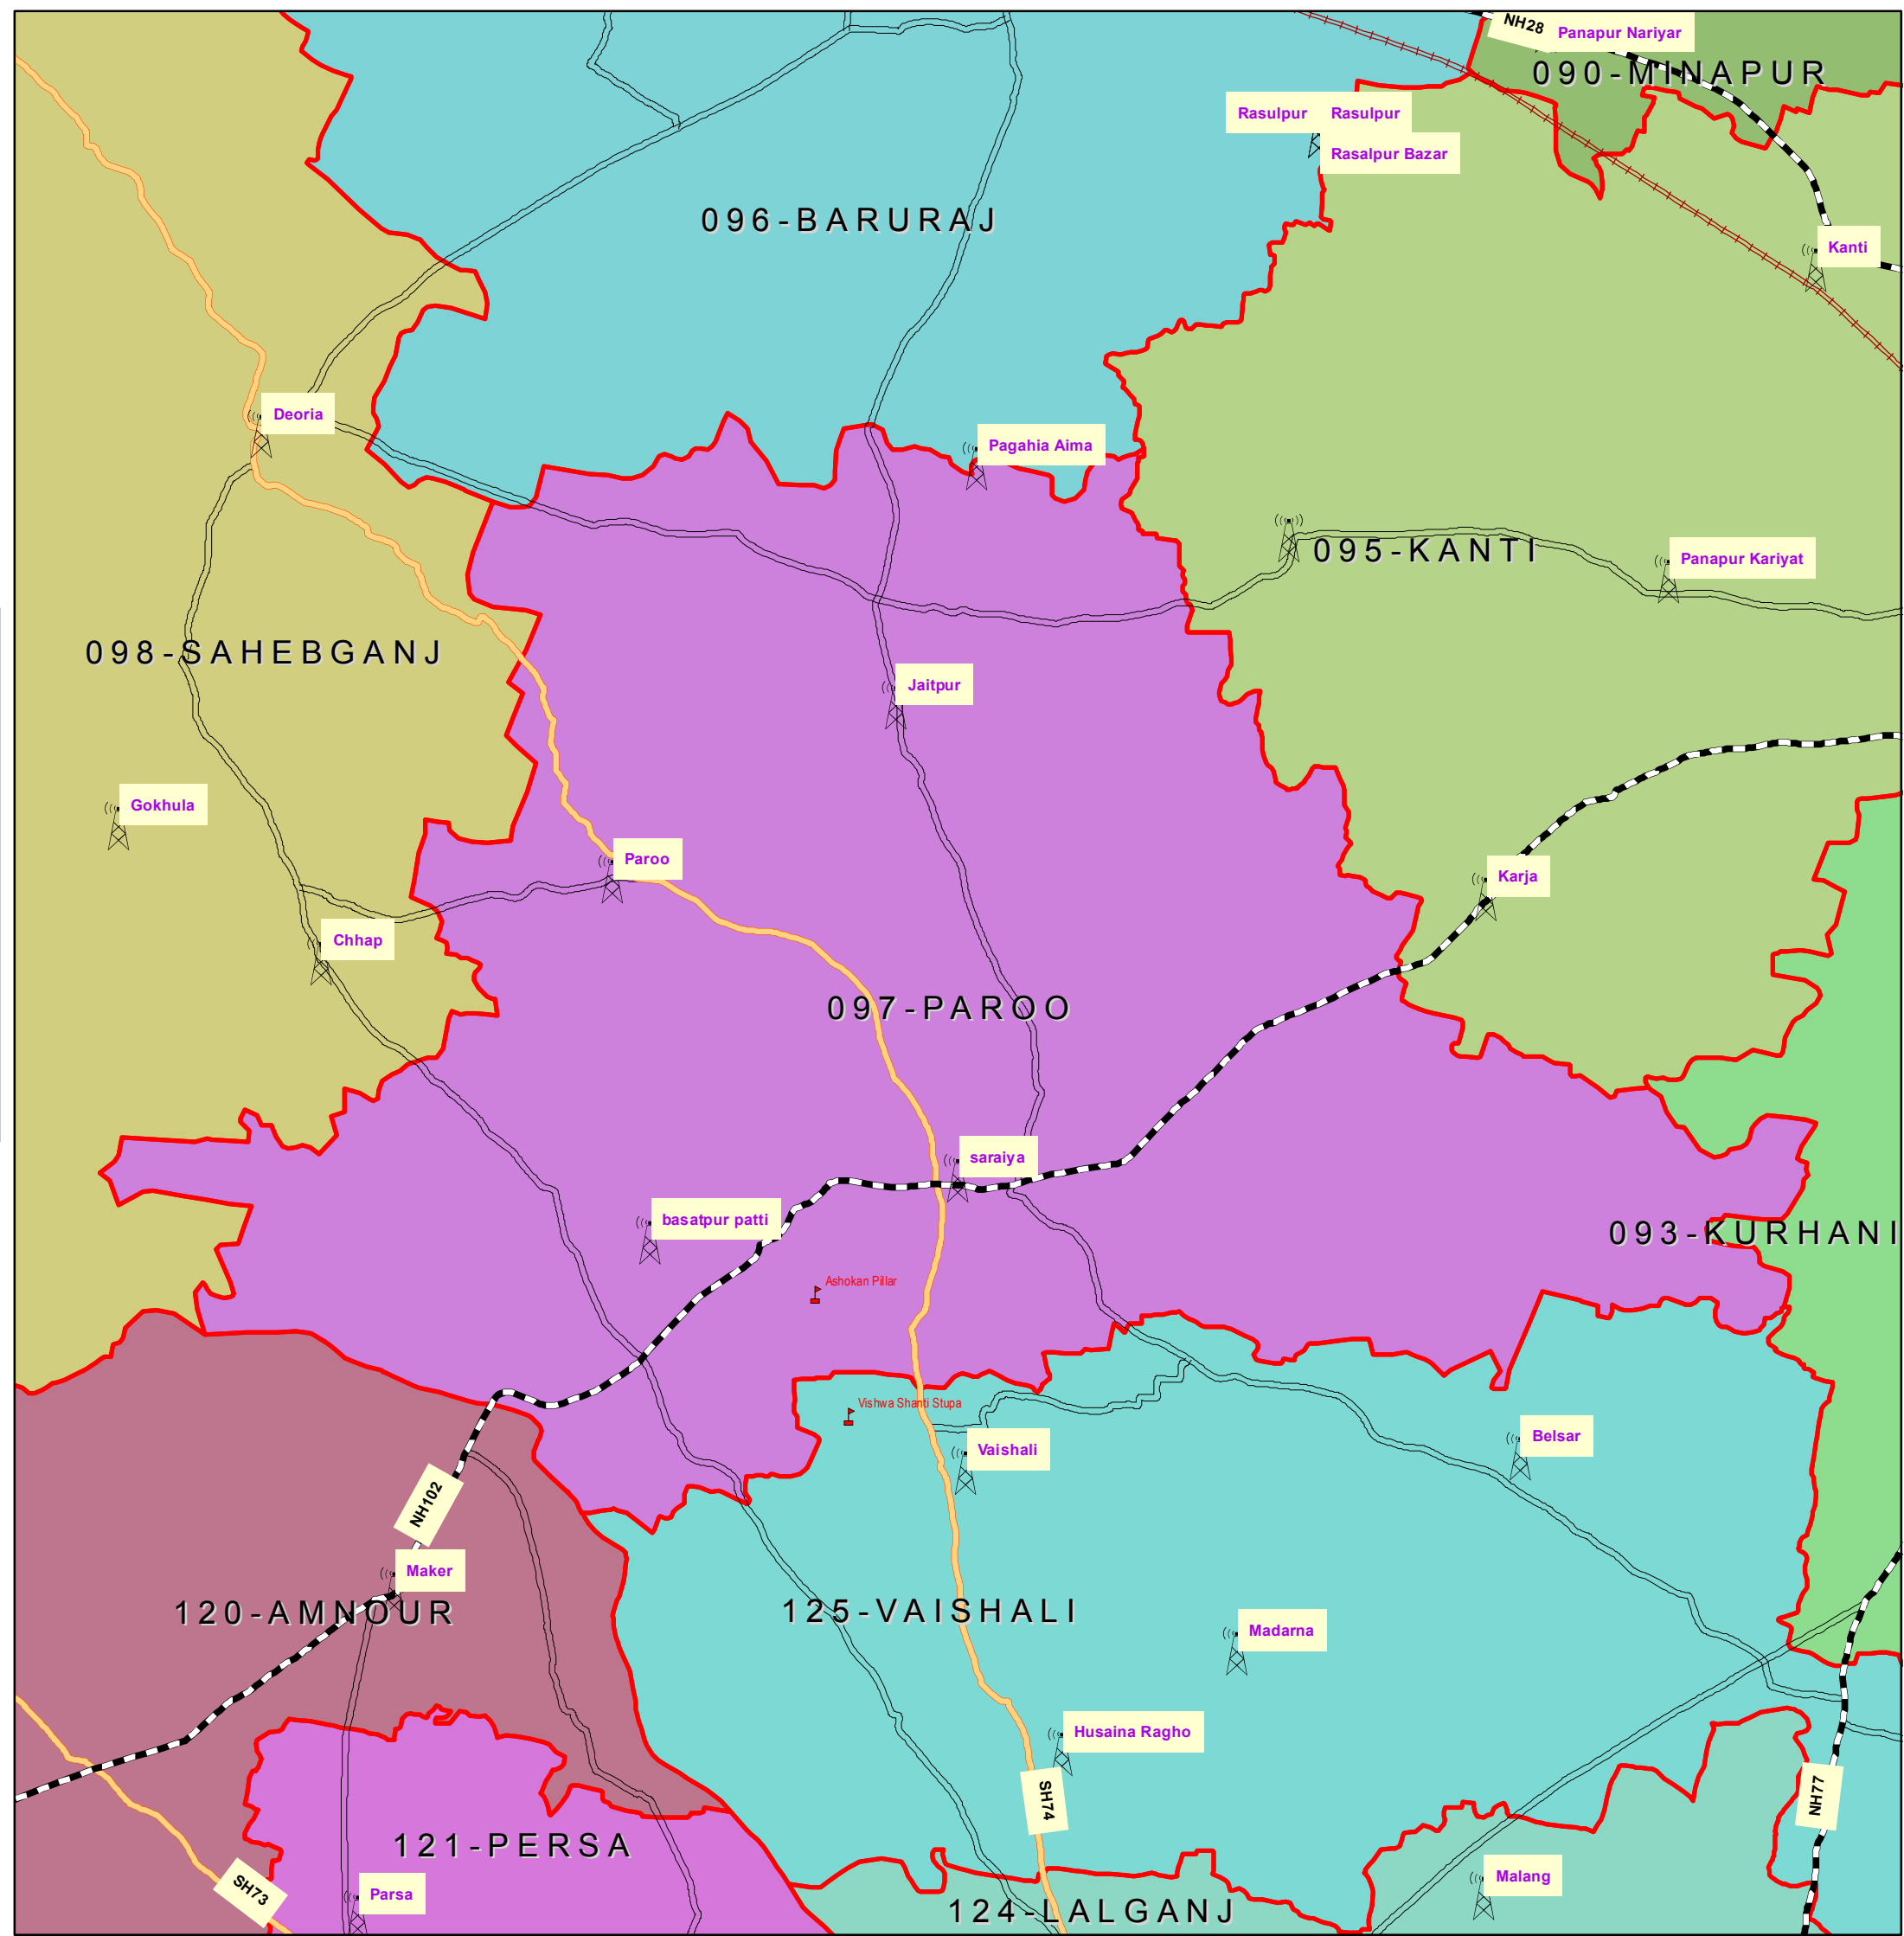 NH28
Panapur Nariyar
090-MINAPUR
Rasulpur
Rasulpur
Rasalpur Bazar
096-BARURAJ
Kanti
Deoria
Pagahia Aima
095-KANTI
Panapur Kariyat
098-SAHEBGANJ
Jaitpur
Gokhula
Paroo
Karja
Chhap
097-PAROO
saraiya
basatpur patti
093-KURHANI
Ashokan Pillar
Vishwa Shanti Stupa
Vaishali
Belsar
NH102
Maker
120-AMNOUR
125-VAISHALI
Madarna
Husaina Ragho
SH74
NH77
121-PERSA
SH73
Parsa
Malang
124-LALGANJ